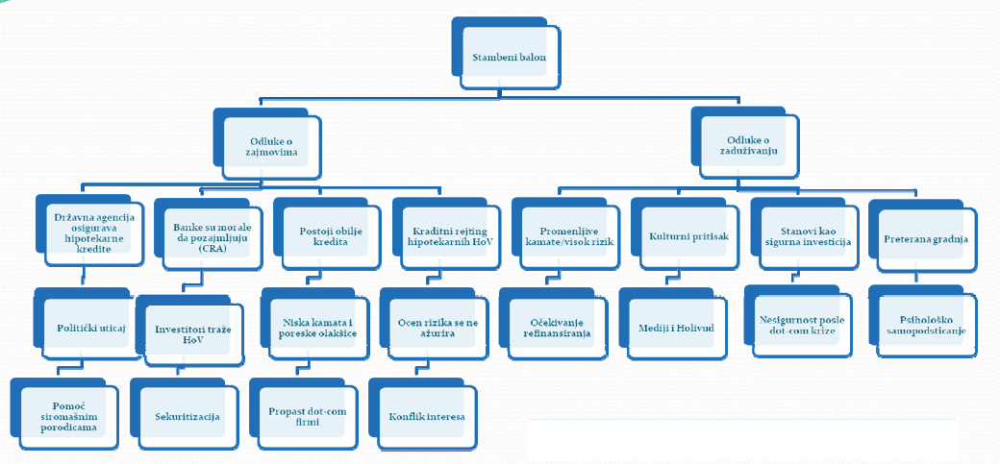 Stambeni balon
Odluke o
zajmovima
Odluke o
zaduživanju
Državna agencija
osigurava
hipotekarne
kredite
Banke su morale
da pozajmljuju
(CRA)
Postoji obilje
kredita
Kraditni rejting
hipotekarnih HoV
Promenljive
kamate/visok rizik
Kulturni pritisak
Stanovi kao
sigurna investicija
Preterana gradnja
Politički uticaj
Investitori traže
HoV
Niska kamata i
poreske olakšice
Ocen rizika se ne
ažurira
Očekivanje
refinansiranja
Mediji i Holivud
Nesigurnost posle
dot-com krize
Psihološko
samopodsticanje
Pomoć
siromašnim
porodicama
Sekuritizacija
Propast dot-com
firmi
Konflik interesa